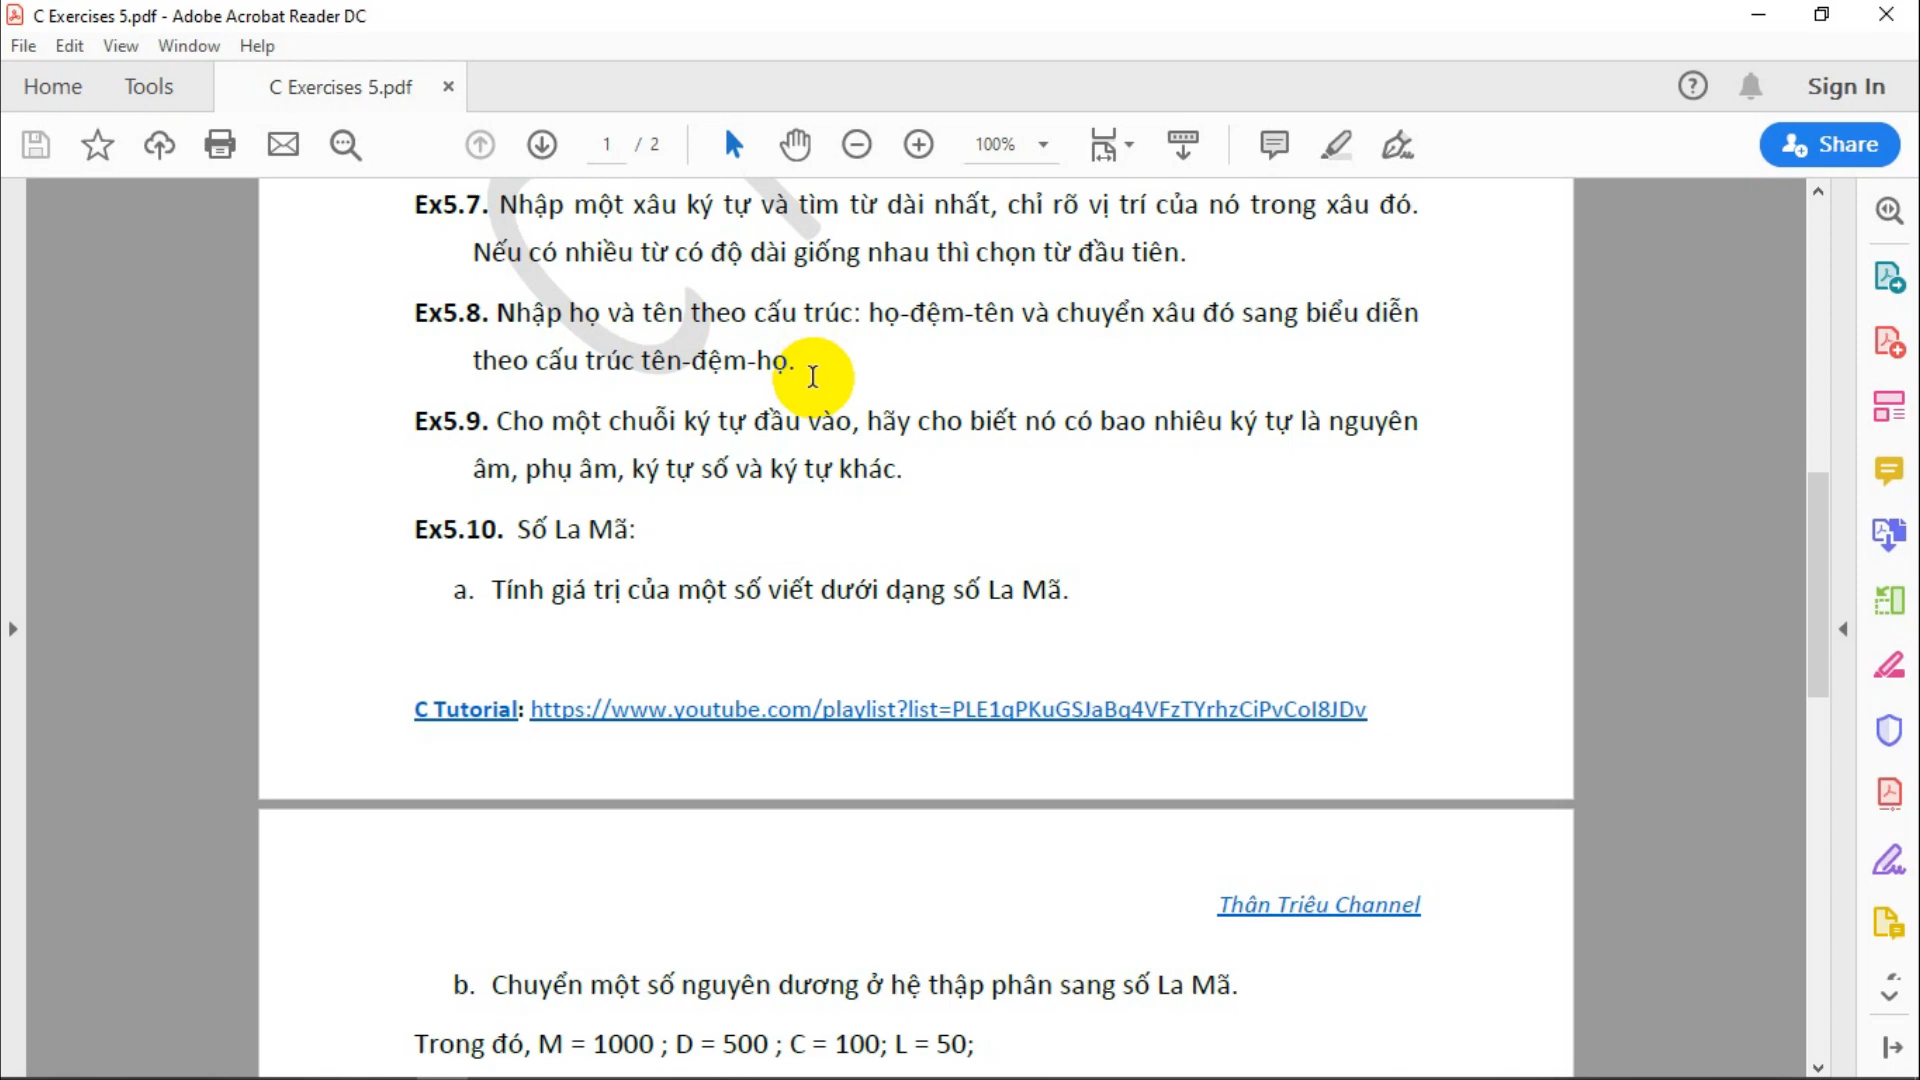 C Exercises 5.pdf - Adobe Acrobat Reader DC
File Edit View Window Help
Home Tools C Exercises 5.pdf × Sign In
1 / 2 100% Share
Ex5.7. Nhập một xâu ký tự và tìm từ dài nhất, chỉ rõ vị trí của nó trong xâu đó.
Nếu có nhiều từ có độ dài giống nhau thì chọn từ đầu tiên.
Ex5.8. Nhập họ và tên theo cấu trúc: họ-đệm-tên và chuyển xâu đó sang biểu diễn
theo cấu trúc tên-đệm-họ.
Ex5.9. Cho một chuỗi ký tự đầu vào, hãy cho biết nó có bao nhiêu ký tự là nguyên
âm, phụ âm, ký tự số và ký tự khác.
Ex5.10. Số La Mã:
a. Tính giá trị của một số viết dưới dạng số La Mã.
C Tutorial: https://www.youtube.com/playlist?list=PLE1qPKuGSJaBq4VFzTYrhzCiPvCoI8JDv
Thân Triêu Channel
b. Chuyển một số nguyên dương ở hệ thập phân sang số La Mã.
Trong đó, M = 1000 ; D = 500 ; C = 100; L = 50;